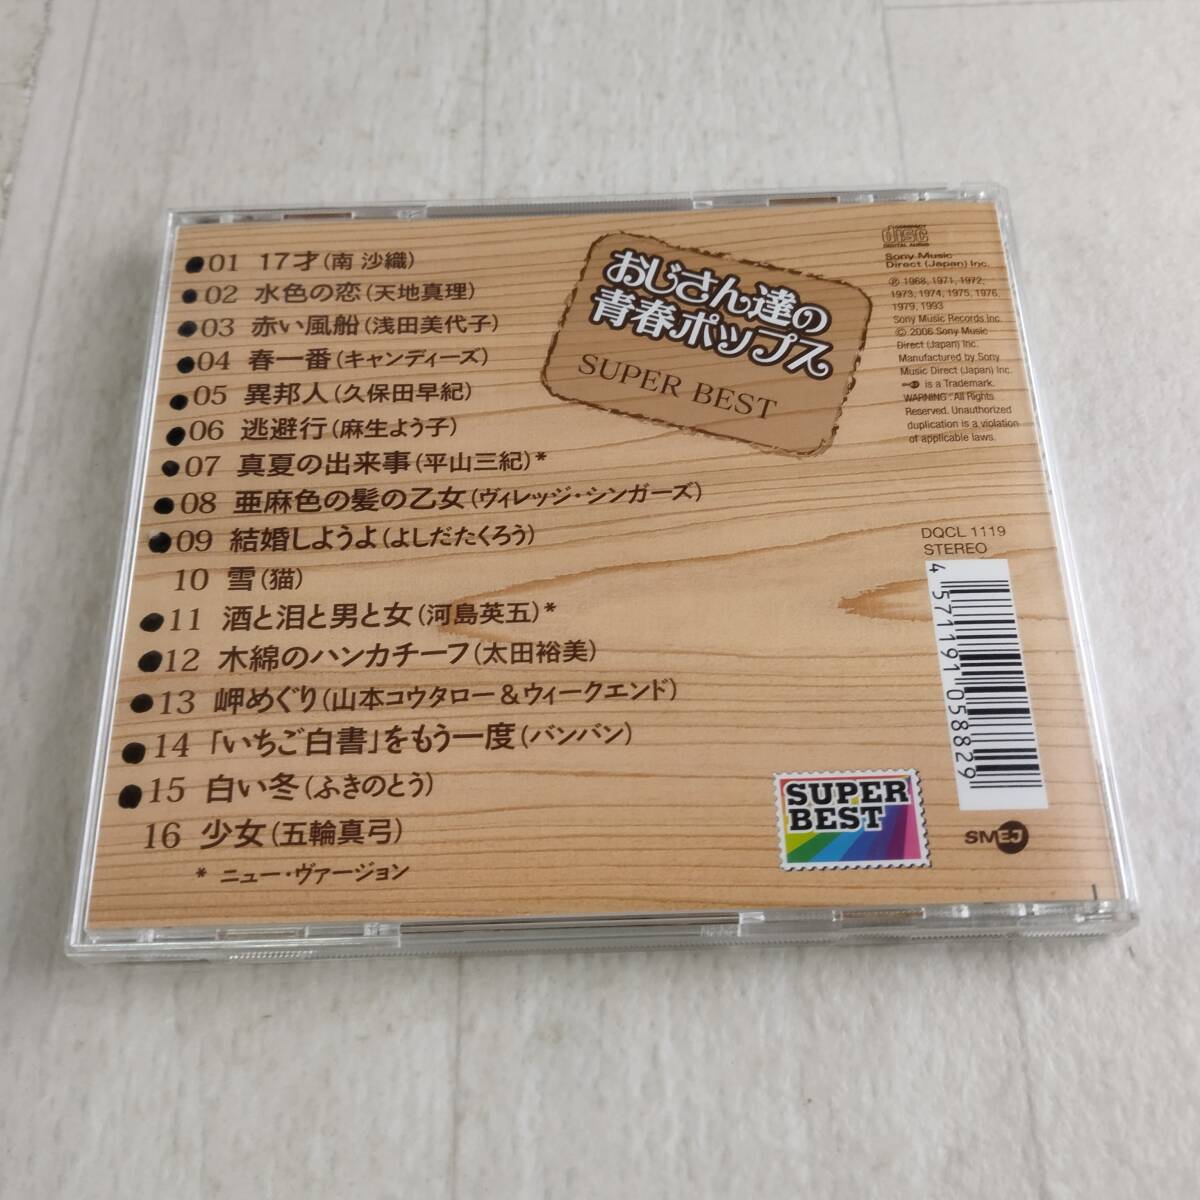 01 17才(南 沙織)
02 水色の恋(天地真理)
03 赤い風船(浅田美代子)
04 春一番(キャンディーズ)
05 異邦人(久保田早紀)
06 逃避行(麻生よう子)
07 真夏の出来事(平山三紀)*
08 亜麻色の髪の乙女(ヴィレッジ・シンガーズ)
09 結婚しようよ(よしだたくろう)
10 雪(猫)
11 酒と泪と男と女(河島英五)*
12 木綿のハンカチーフ(太田裕美)
13 岬めぐり(山本コウタロー&ウィークエンド)
14 「いちご白書」をもう一度(バンバン)
15 白い冬(ふきのとう)
16 少女(五輪真弓)
* ニュー・ヴァージョン
おじさん達の
青春ポップス
SUPER BEST
COMPACT
disc
DIGITAL AUDIO
Sony Music
Direct (Japan) Inc.
℗ 1968, 1971, 1972,
1973, 1974, 1975, 1976,
1979, 1993
Sony Music Records Inc.
© 2006 Sony Music
Direct (Japan) Inc.
Manufactured by Sony
Music Direct (Japan) Inc.
is a Trademark.
WARNING : All Rights
Reserved. Unauthorized
duplication is a violation
of applicable laws.
DQCL 1119
STEREO
4 571191 058829
SUPER
BEST
SMEJ